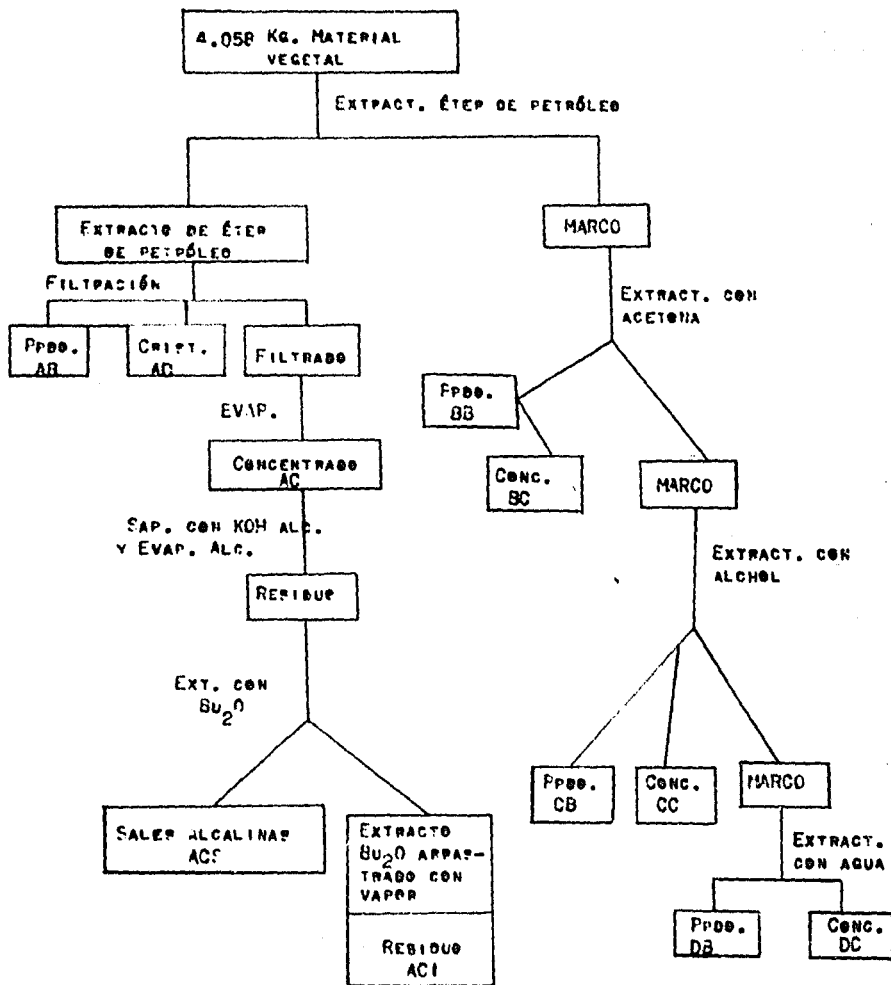 4.058 Kg. Material
vegetal
Extract. éter de petróleo
Extracto de éter
de petróleo
MARCO
Filtración
Extract. con
acetona
Ppdo.
AB
Crist.
AD
Filtrado
Evap.
Ppdo.
BB
Concentrado
AC
Conc.
BC
MARCO
Sap. con KOH alc.
y Evap. Alc.
Extract. con
alchol
Residuo
Ext. con
Bu2O
Ppdo.
CB
Conc.
CC
MARCO
Sales alcalinas
ACS
Extracto
Bu2O arras-
trado con
vapor
Extract.
con agua
Residuo
ACI
Ppdo.
DB
Conc.
DC